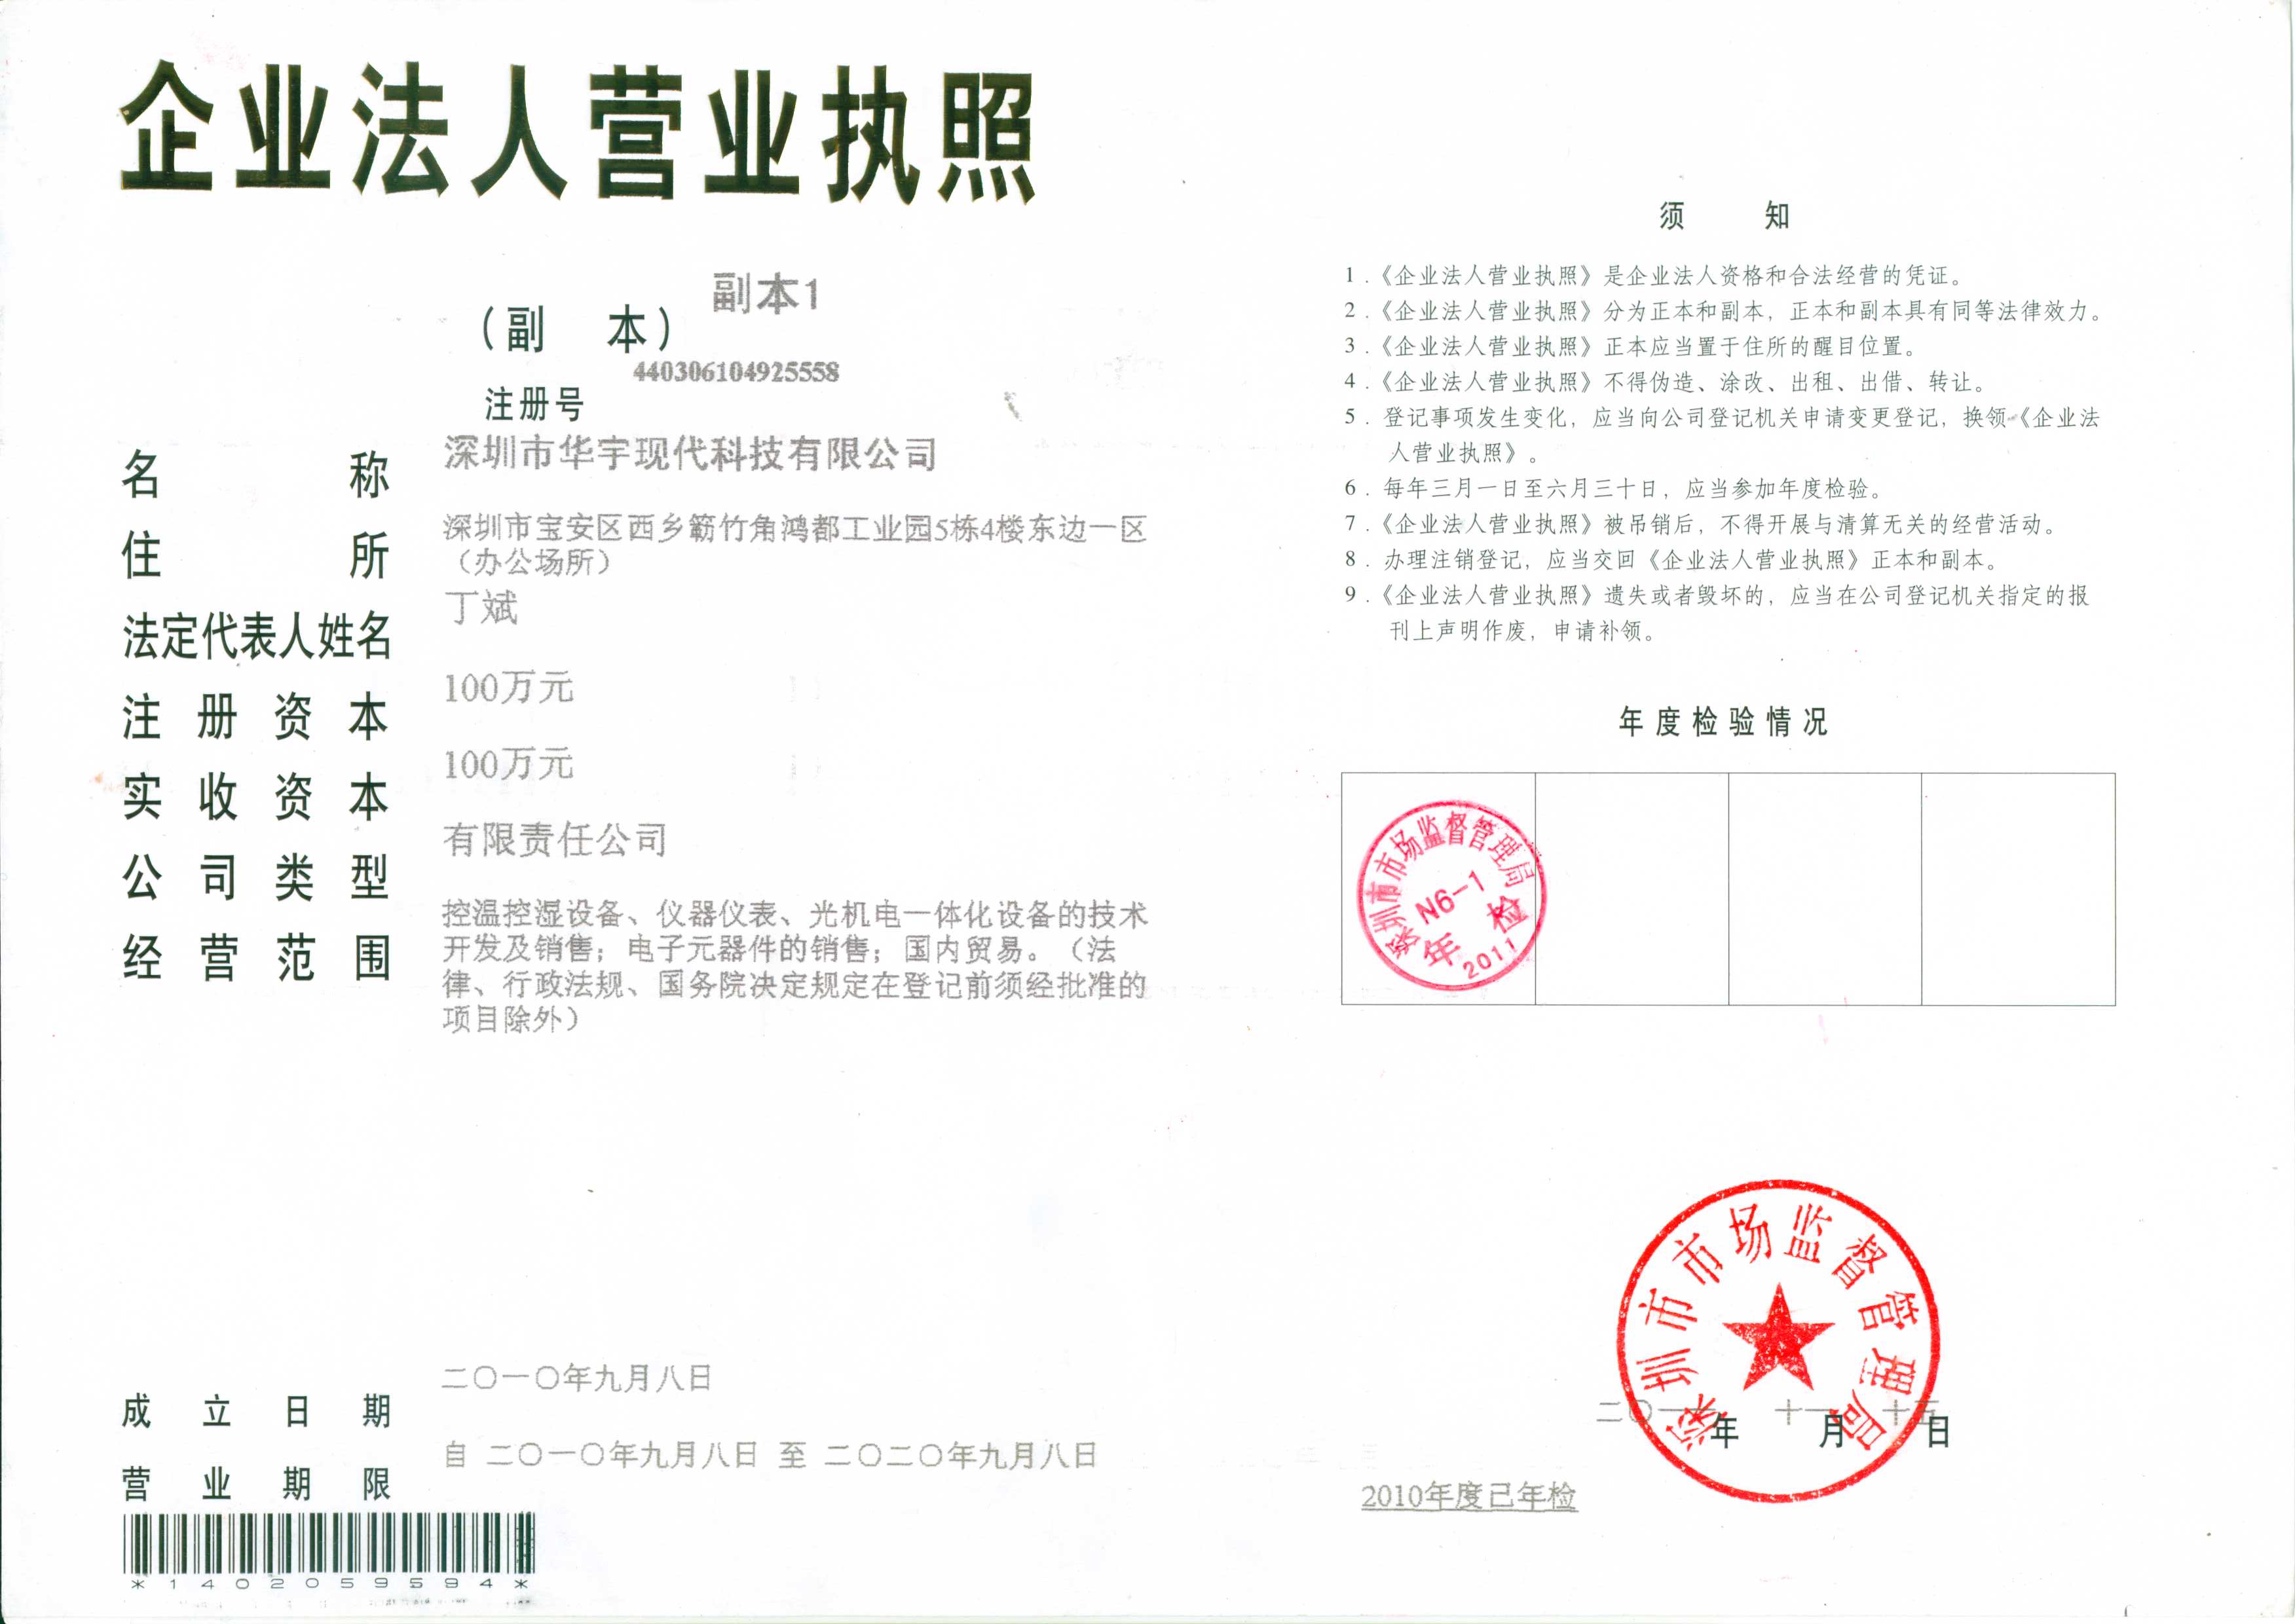 企业法人营业执照
副本1
（副 本）
440306104925558
注册号
名 称 深圳市华宇现代科技有限公司
住 所 深圳市宝安区西乡簕竹角鸿都工业园5栋4楼东边一区
（办公场所）
法定代表人姓名 丁斌
注册资本 100万元
实收资本 100万元
公司类型 有限责任公司
经营范围 控温控湿设备、仪器仪表、光机电一体化设备的技术
开发及销售；电子元器件的销售；国内贸易。（法
律、行政法规、国务院决定规定在登记前须经批准的
项目除外）
成立日期 二〇一〇年九月八日
营业期限 自 二〇一〇年九月八日 至 二〇二〇年九月八日
*1402059594*
须 知
1．《企业法人营业执照》是企业法人资格和合法经营的凭证。
2．《企业法人营业执照》分为正本和副本，正本和副本具有同等法律效力。
3．《企业法人营业执照》正本应当置于住所的醒目位置。
4．《企业法人营业执照》不得伪造、涂改、出租、出借、转让。
5．登记事项发生变化，应当向公司登记机关申请变更登记，换领《企业法
人营业执照》。
6．每年三月一日至六月三十日，应当参加年度检验。
7．《企业法人营业执照》被吊销后，不得开展与清算无关的经营活动。
8．办理注销登记，应当交回《企业法人营业执照》正本和副本。
9．《企业法人营业执照》遗失或者毁坏的，应当在公司登记机关指定的报
刊上声明作废，申请补领。
年度检验情况
深圳市市场监督管理局
N6-1
年 检
2011
深圳市市场监督管理局
年 十一 月 日
2010年度已年检